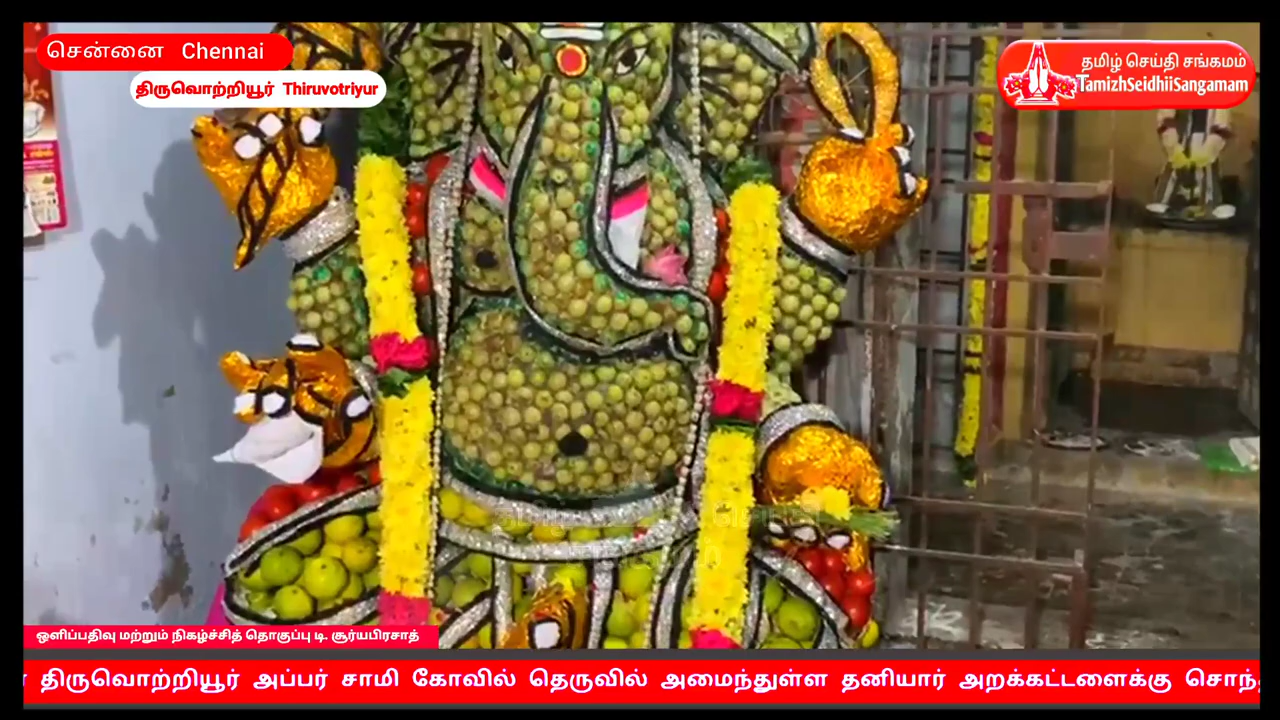 சென்னை Chennai
திருவொற்றியூர் Thiruvotriyur
தமிழ் செய்தி சங்கமம்
TamizhSeidhiiSangamam
ஒளிப்பதிவு மற்றும் நிகழ்ச்சித் தொகுப்பு டி. சூர்யபிரசாத்
திருவொற்றியூர் அப்பர் சாமி கோவில் தெருவில் அமைந்துள்ள தனியார் அறக்கட்டளைக்கு